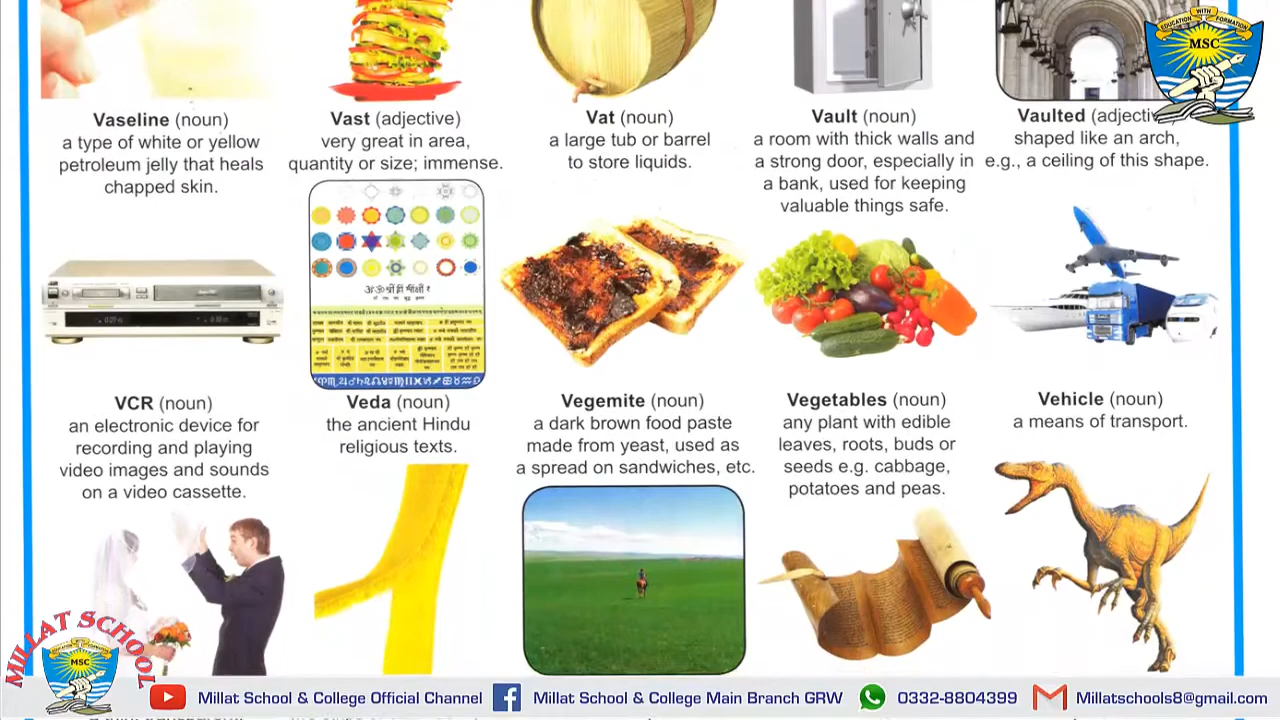 EDUCATION WITH FORMATION
MSC
Vaseline (noun)
a type of white or yellow
petroleum jelly that heals
chapped skin.
Vast (adjective)
very great in area,
quantity or size; immense.
Vat (noun)
a large tub or barrel
to store liquids.
Vault (noun)
a room with thick walls and
a strong door, especially in
a bank, used for keeping
valuable things safe.
Vaulted
shaped like an arch,
e.g., a ceiling of this shape.
VCR (noun)
an electronic device for
recording and playing
video images and sounds
on a video cassette.
Veda (noun)
the ancient Hindu
religious texts.
Vegemite (noun)
a dark brown food paste
made from yeast, used as
a spread on sandwiches, etc.
Vegetables (noun)
any plant with edible
leaves, roots, buds or
seeds e.g. cabbage,
potatoes and peas.
Vehicle (noun)
a means of transport.
MILLAT SCHOOL
MSC
Millat School & College Official Channel
Millat School & College Main Branch GRW
0332-8804399
Millatschools8@gmail.com